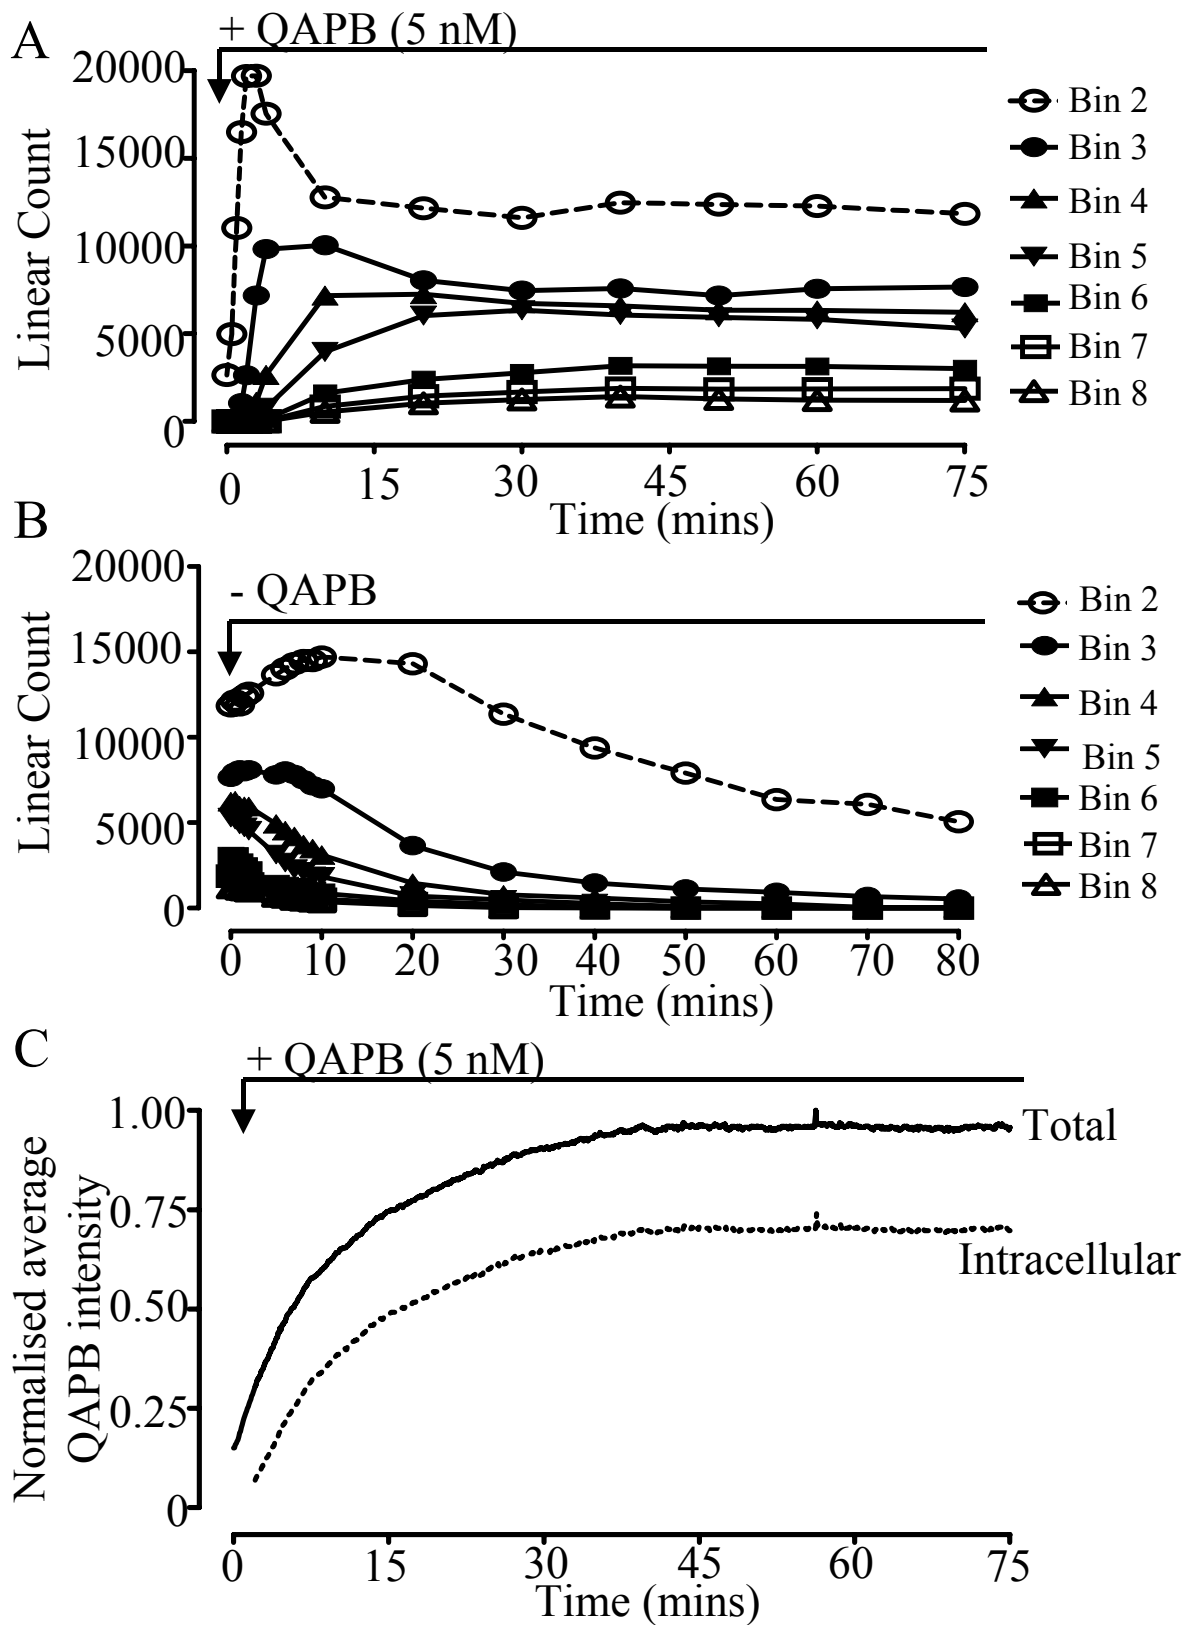 A
+ QAPB (5 nM)
Linear Count
20000
15000
10000
5000
0
0 15 30 45 60 75
Time (mins)
Bin 2
Bin 3
Bin 4
Bin 5
Bin 6
Bin 7
Bin 8
B
- QAPB
Linear Count
20000
15000
10000
5000
0
0 10 20 30 40 50 60 70 80
Time (mins)
Bin 2
Bin 3
Bin 4
Bin 5
Bin 6
Bin 7
Bin 8
C
+ QAPB (5 nM)
Normalised average
QAPB intensity
1.00
0.75
0.50
0.25
0
Total
Intracellular
0 15 30 45 60 75
Time (mins)